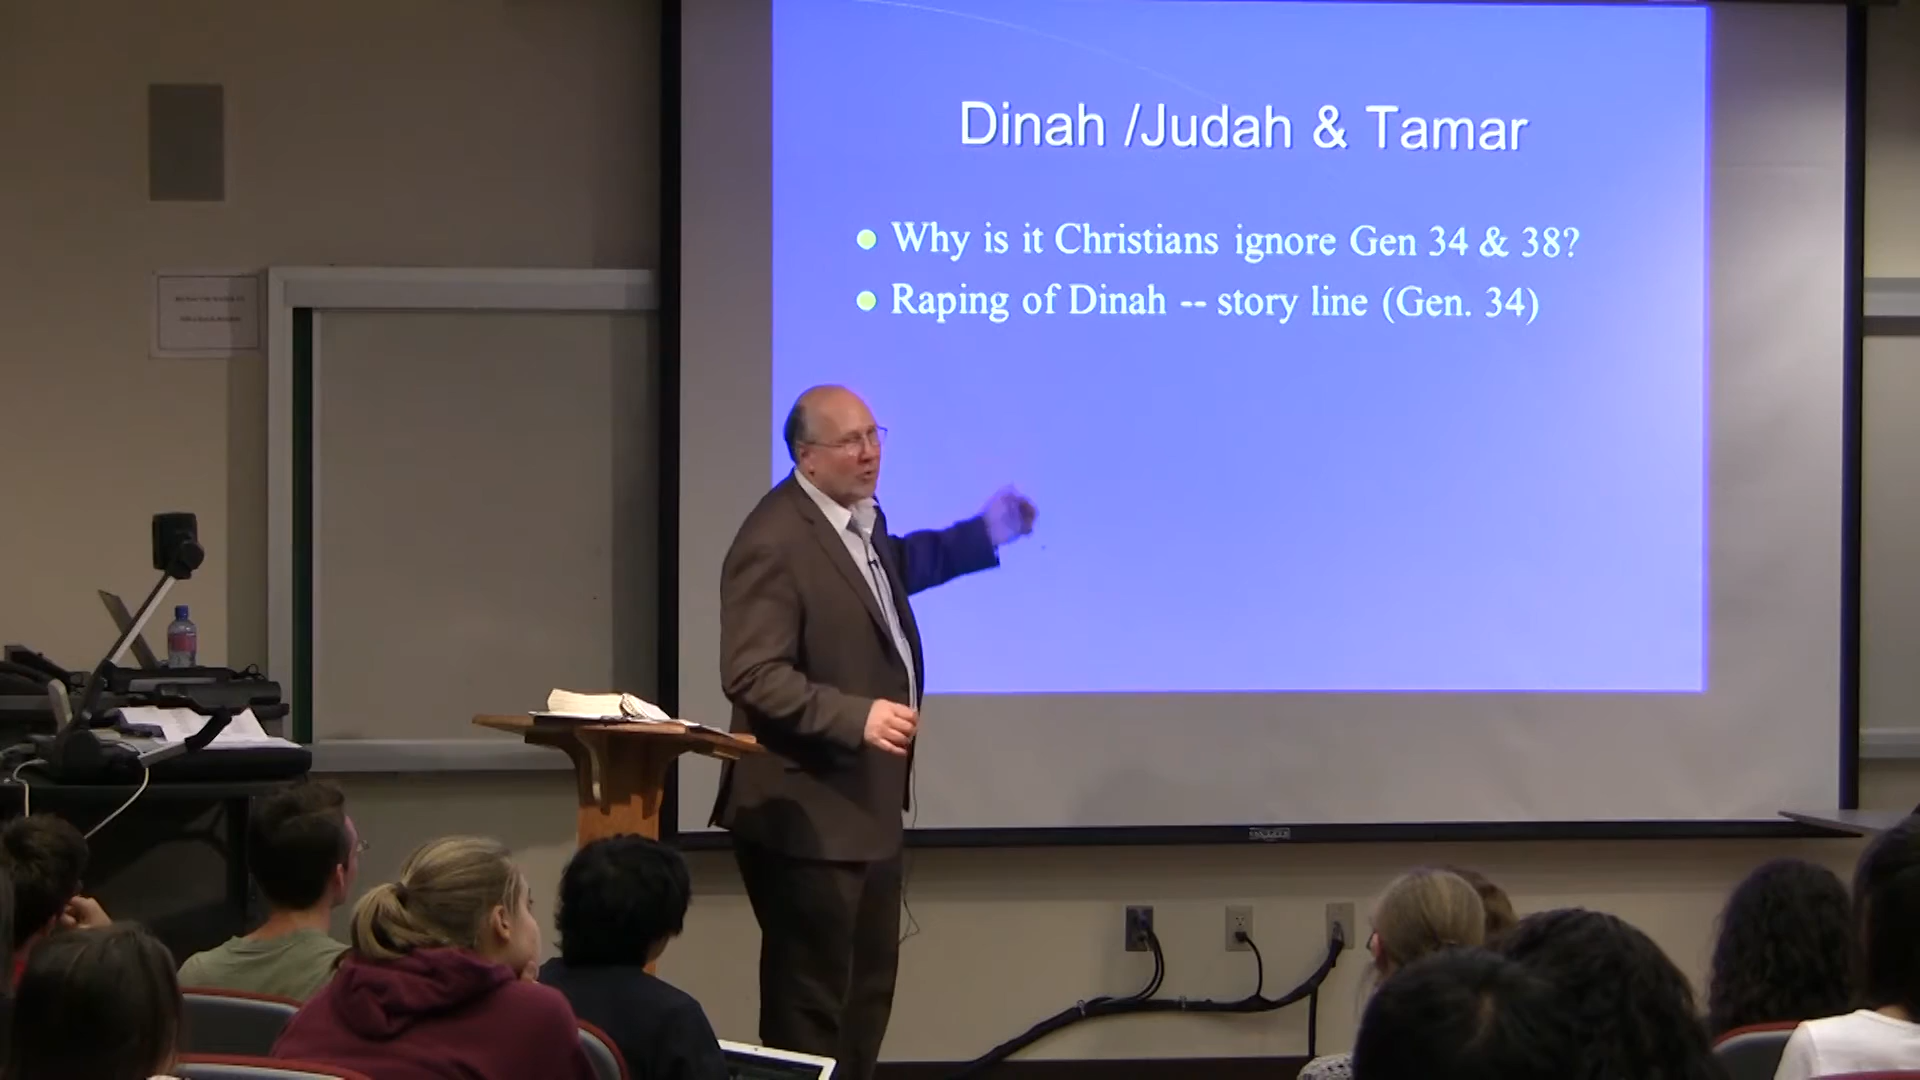 Dinah /Judah & Tamar
Why is it Christians ignore Gen 34 & 38?
Raping of Dinah -- story line (Gen. 34)